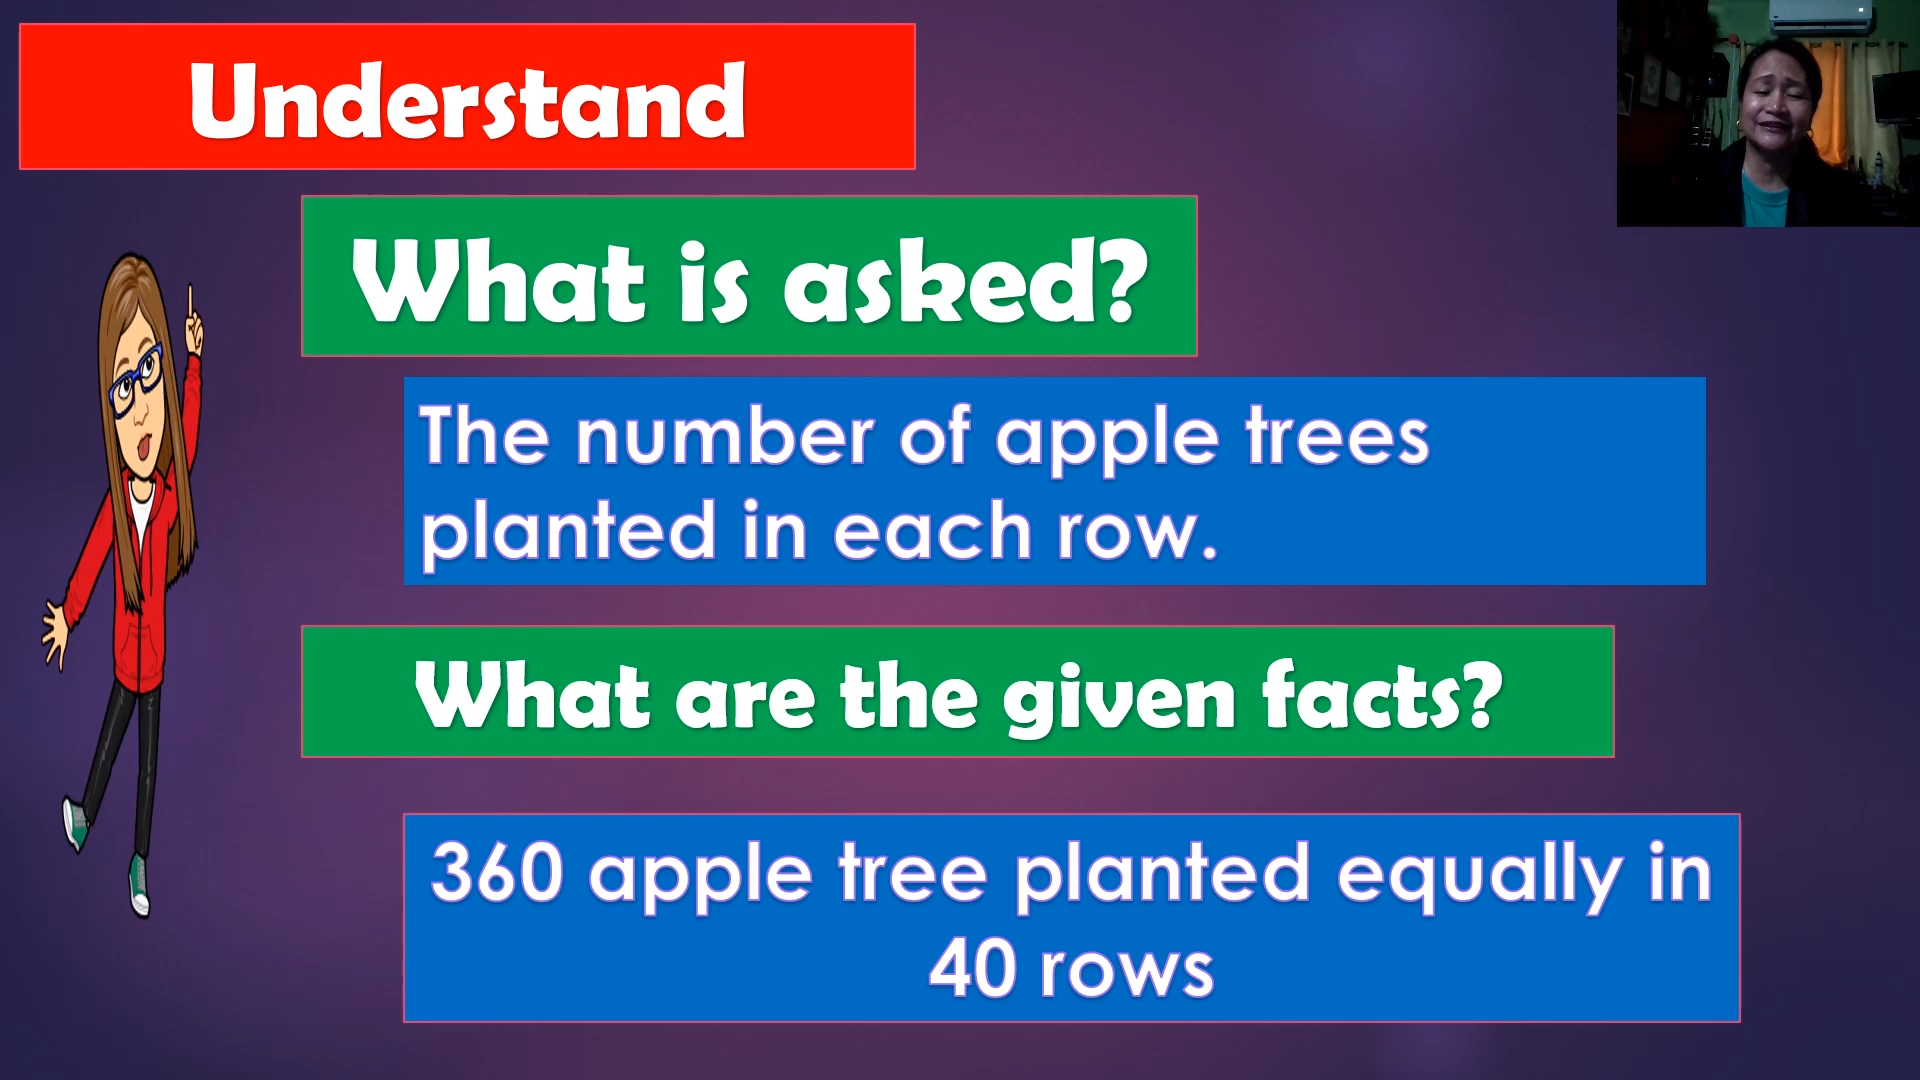 Understand
What is asked?
The number of apple trees
planted in each row.
What are the given facts?
360 apple tree planted equally in
40 rows